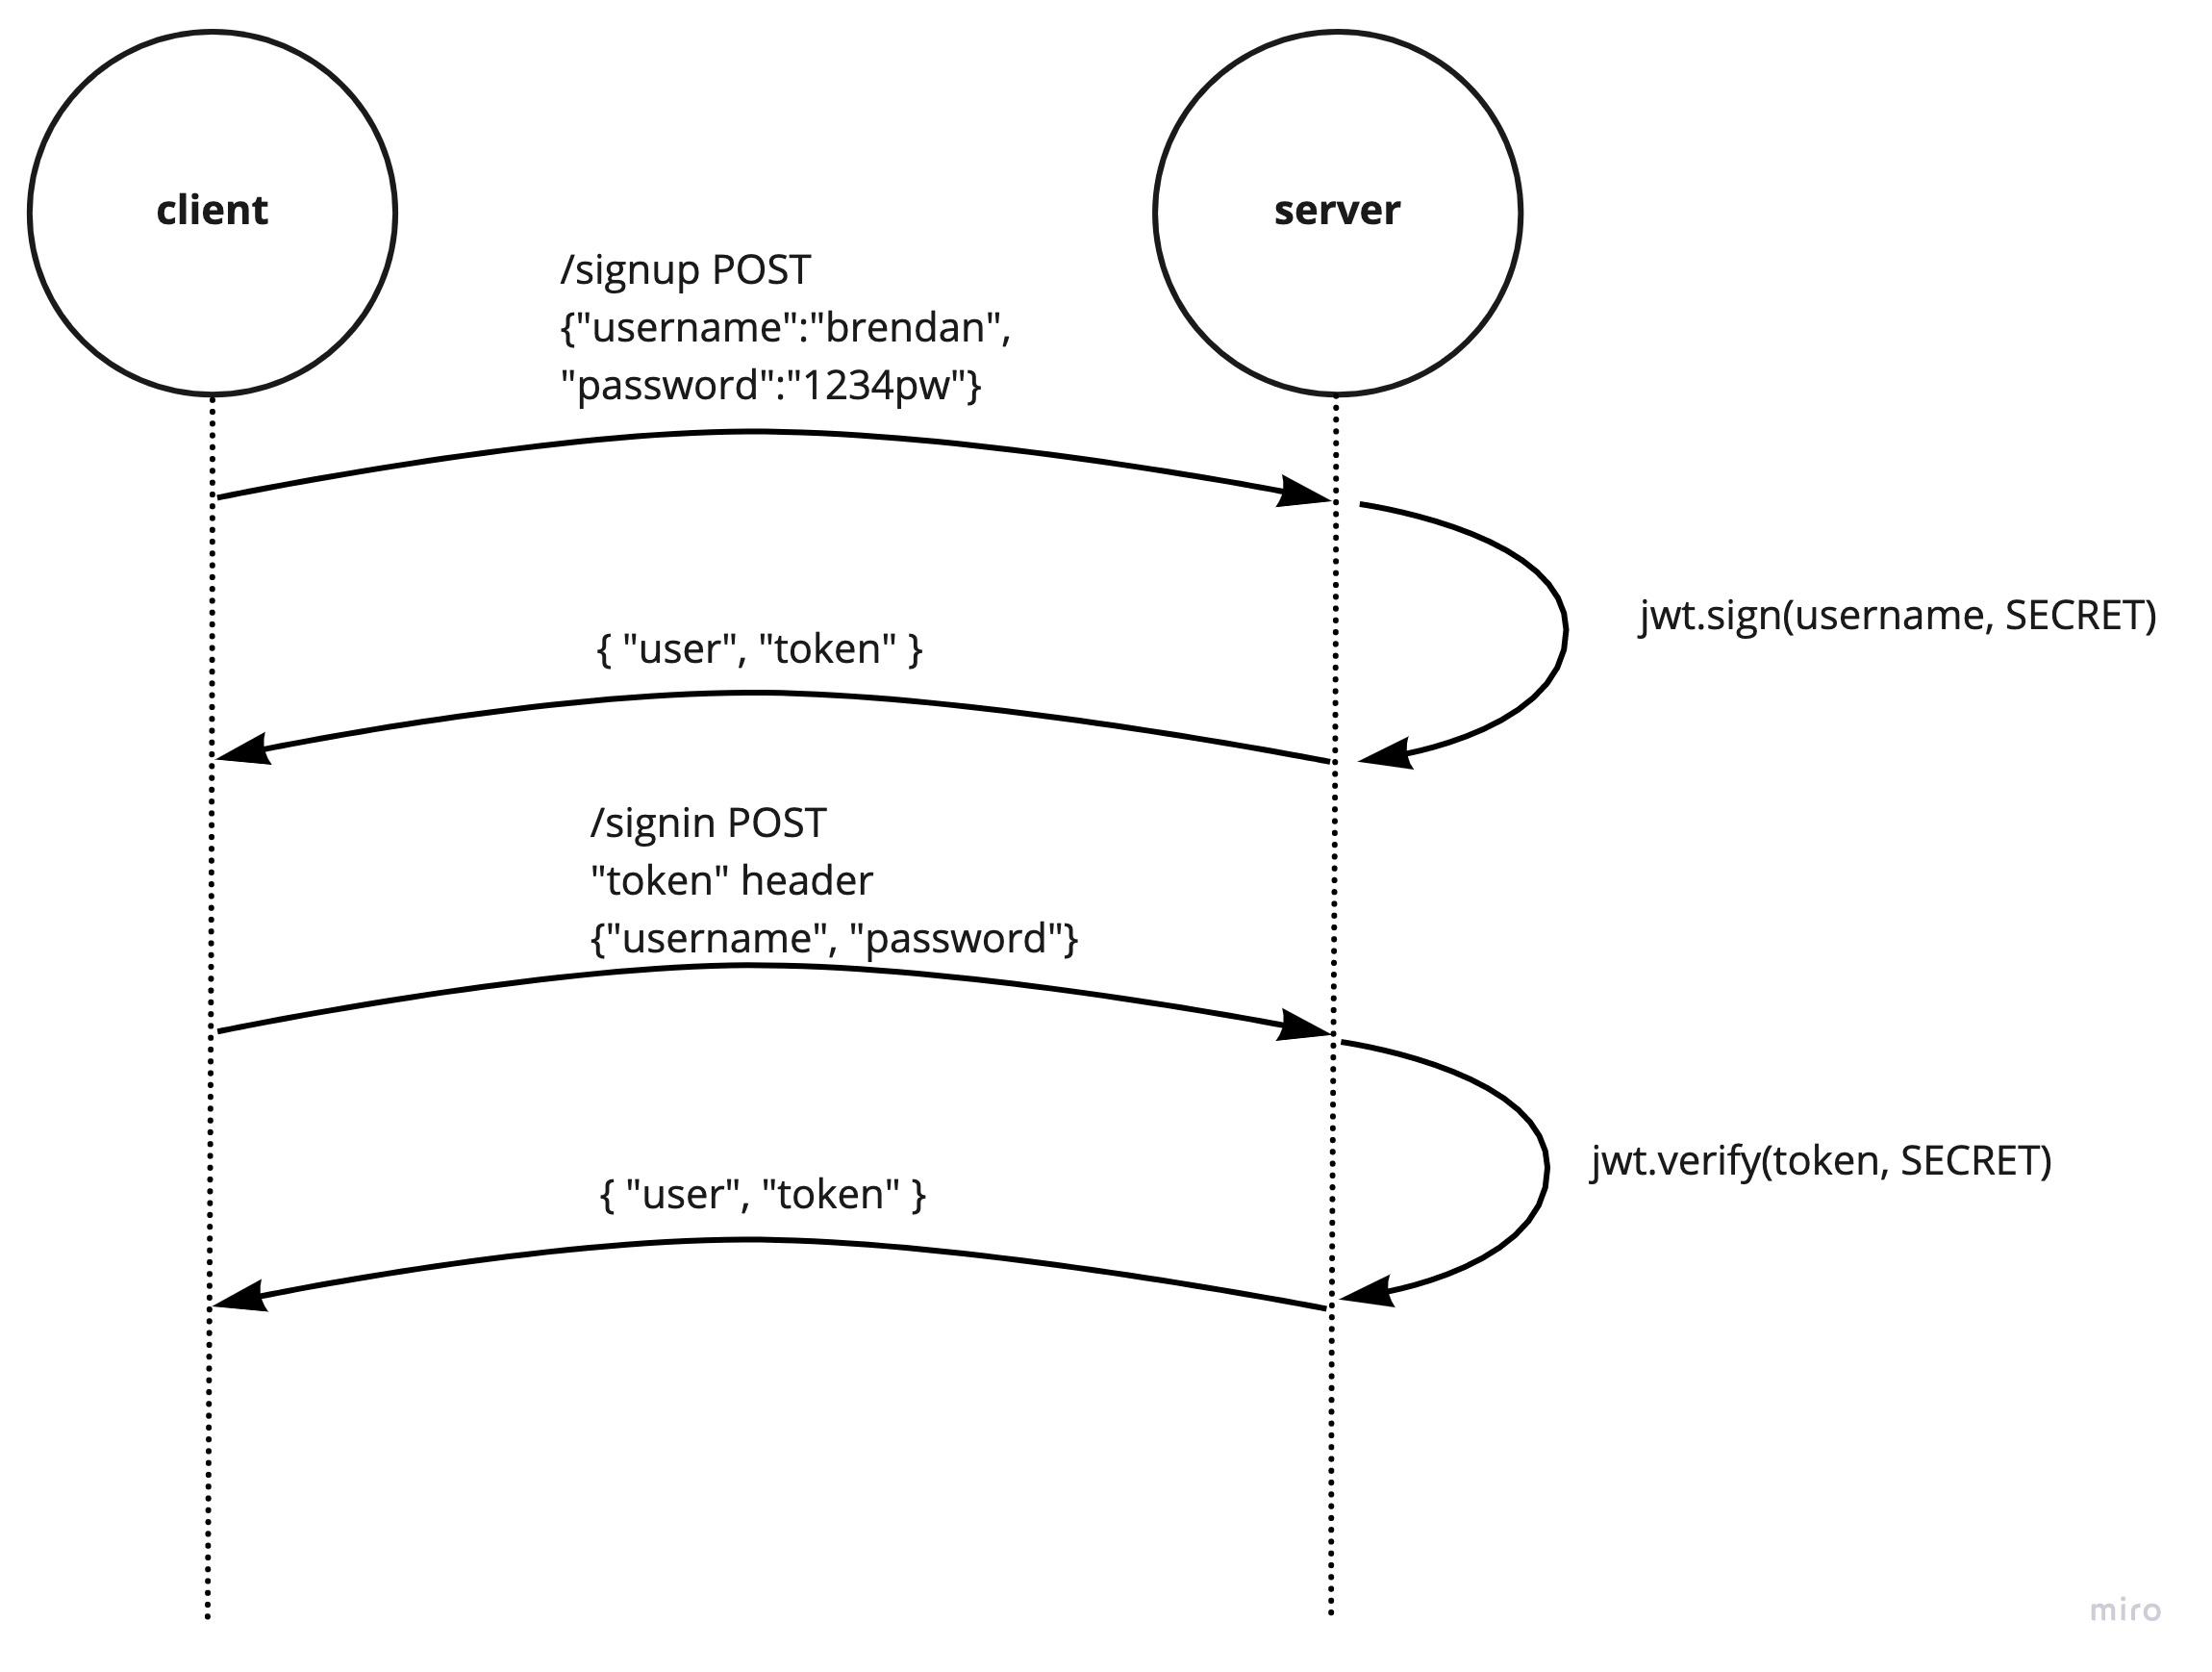 client
server
/signup POST
{"username":"brendan",
"password":"1234pw"}
jwt.sign(username, SECRET)
{ "user", "token" }
/signin POST
"token" header
{"username", "password"}
jwt.verify(token, SECRET)
{ "user", "token" }
miro